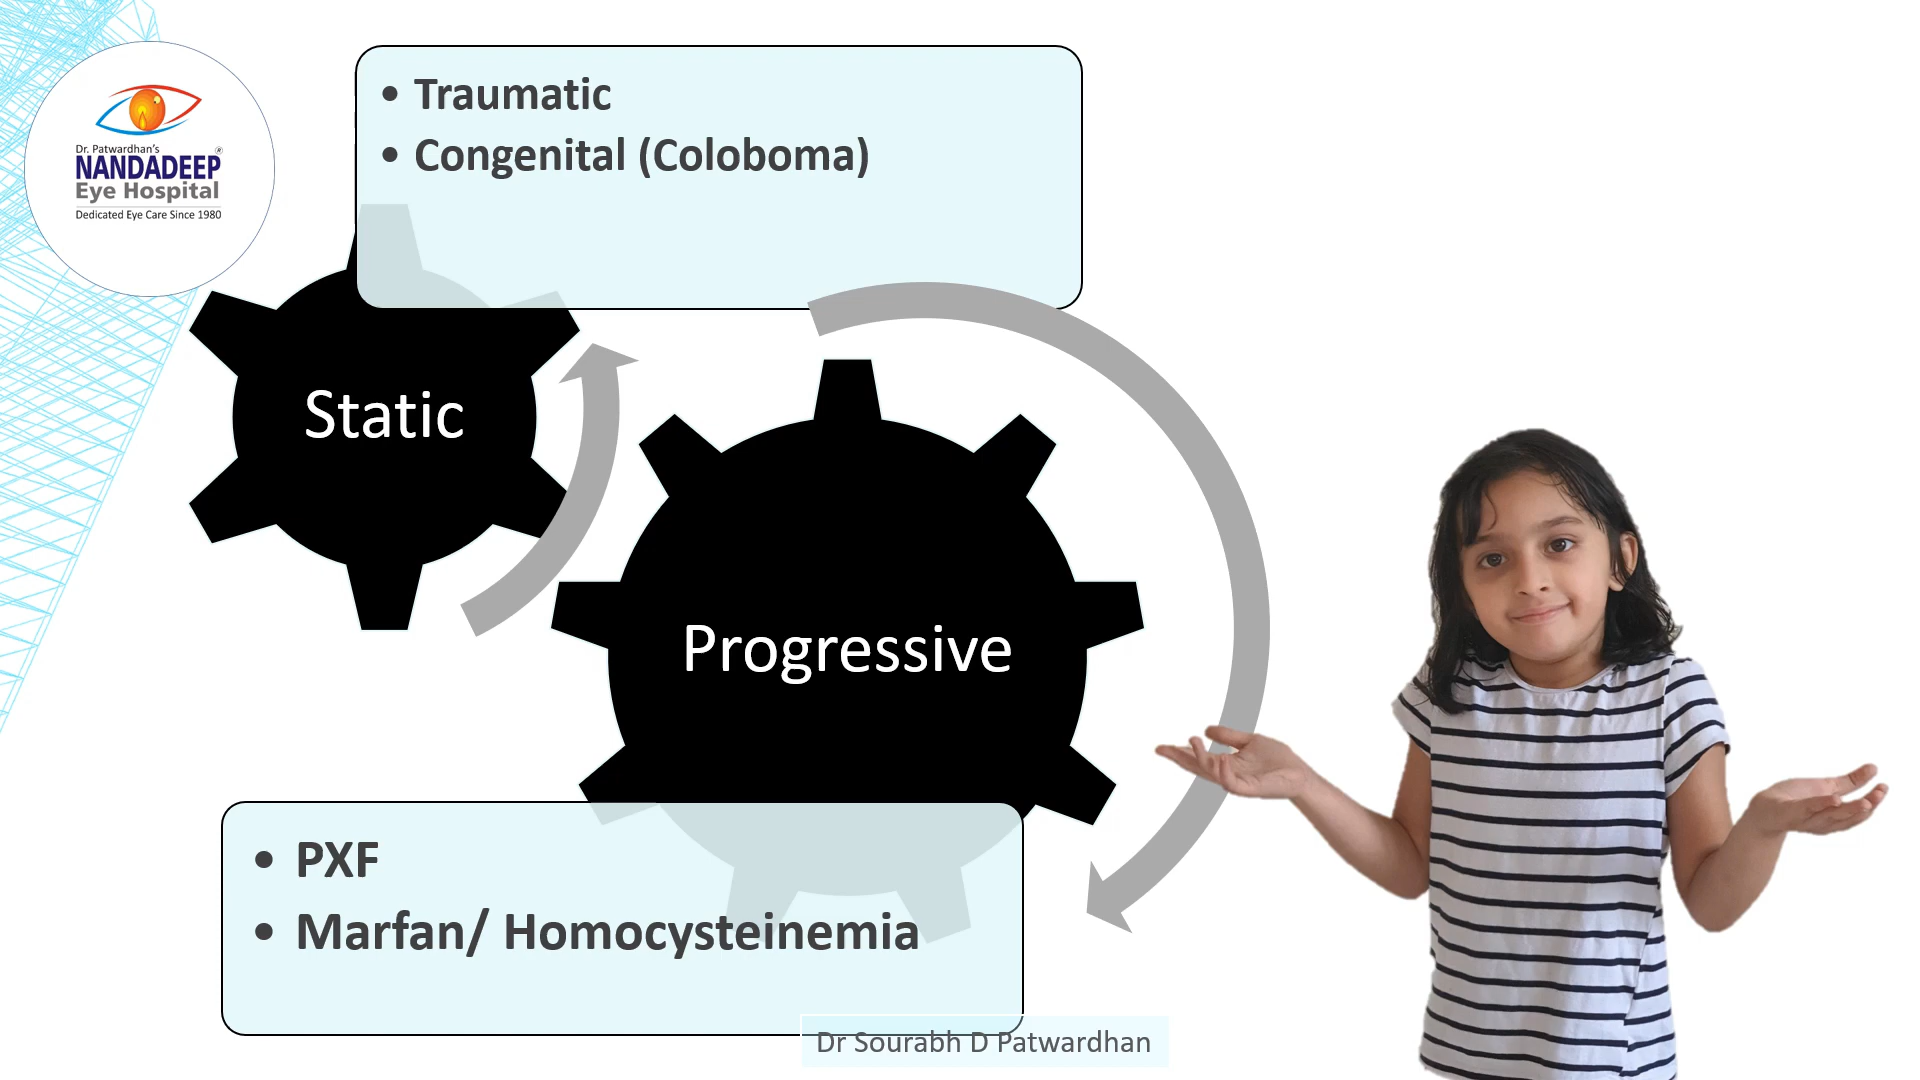 Dr. Patwardhan's
NANDADEEP®
Eye Hospital
Dedicated Eye Care Since 1980
• Traumatic
• Congenital (Coloboma)
Static
Progressive
• PXF
• Marfan/ Homocysteinemia
Dr Sourabh D Patwardhan